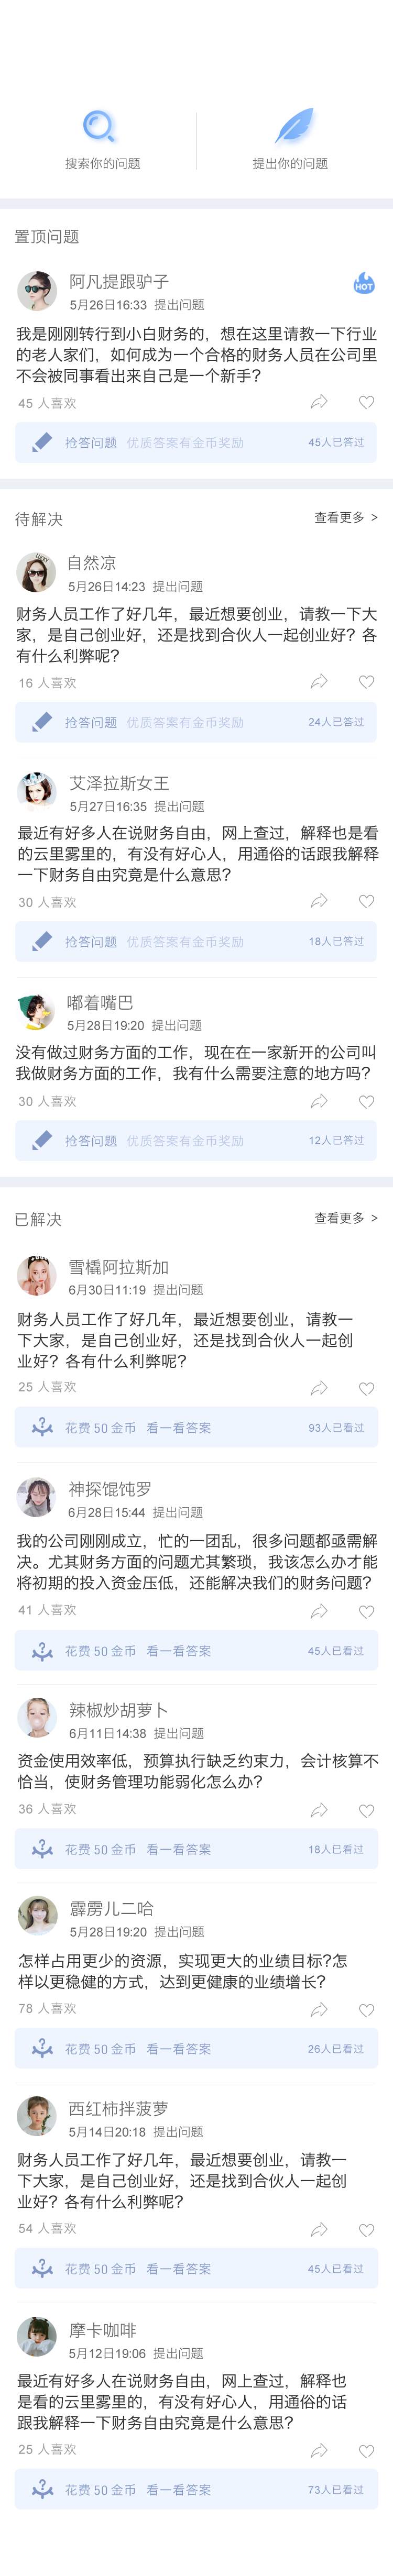 搜索你的问题
提出你的问题
置顶问题
阿凡提跟驴子
HOT
5月26日16:33 提出问题
我是刚刚转行到小白财务的，想在这里请教一下行业
的老人家们，如何成为一个合格的财务人员在公司里
不会被同事看出来自己是一个新手？
45 人喜欢
抢答问题 优质答案有金币奖励 45人已答过
待解决 查看更多 >
自然凉
5月26日14:23 提出问题
财务人员工作了好几年，最近想要创业，请教一下大
家，是自己创业好，还是找到合伙人一起创业好？各
有什么利弊呢？
16 人喜欢
抢答问题 优质答案有金币奖励 24人已答过
艾泽拉斯女王
5月27日16:35 提出问题
最近有好多人在说财务自由，网上查过，解释也是看
的云里雾里的，有没有好心人，用通俗的话跟我解释
一下财务自由究竟是什么意思？
30 人喜欢
抢答问题 优质答案有金币奖励 18人已答过
嘟着嘴巴
5月28日19:20 提出问题
没有做过财务方面的工作，现在在一家新开的公司叫
我做财务方面的工作，我有什么需要注意的地方吗？
30 人喜欢
抢答问题 优质答案有金币奖励 12人已答过
已解决 查看更多 >
雪橇阿拉斯加
6月30日11:19 提出问题
财务人员工作了好几年，最近想要创业，请教一
下大家，是自己创业好，还是找到合伙人一起创
业好？各有什么利弊呢？
25 人喜欢
花费 50 金币 看一看答案 93人已看过
神探馄饨罗
6月28日15:44 提出问题
我的公司刚刚成立，忙的一团乱，很多问题都亟需解
决。尤其财务方面的问题尤其繁琐，我该怎么办才能
将初期的投入资金压低，还能解决我们的财务问题？
41 人喜欢
花费 50 金币 看一看答案 45人已看过
辣椒炒胡萝卜
6月11日14:38 提出问题
资金使用效率低，预算执行缺乏约束力，会计核算不
恰当，使财务管理功能弱化怎么办？
36 人喜欢
花费 50 金币 看一看答案 18人已看过
霹雳儿二哈
5月28日19:20 提出问题
怎样占用更少的资源，实现更大的业绩目标?怎
样以更稳健的方式，达到更健康的业绩增长？
78 人喜欢
花费 50 金币 看一看答案 26人已看过
西红柿拌菠萝
5月14日20:18 提出问题
财务人员工作了好几年，最近想要创业，请教一
下大家，是自己创业好，还是找到合伙人一起创
业好？各有什么利弊呢？
54 人喜欢
花费 50 金币 看一看答案 45人已看过
摩卡咖啡
5月12日19:06 提出问题
最近有好多人在说财务自由，网上查过，解释也
是看的云里雾里的，有没有好心人，用通俗的话
跟我解释一下财务自由究竟是什么意思？
25 人喜欢
花费 50 金币 看一看答案 73人已看过